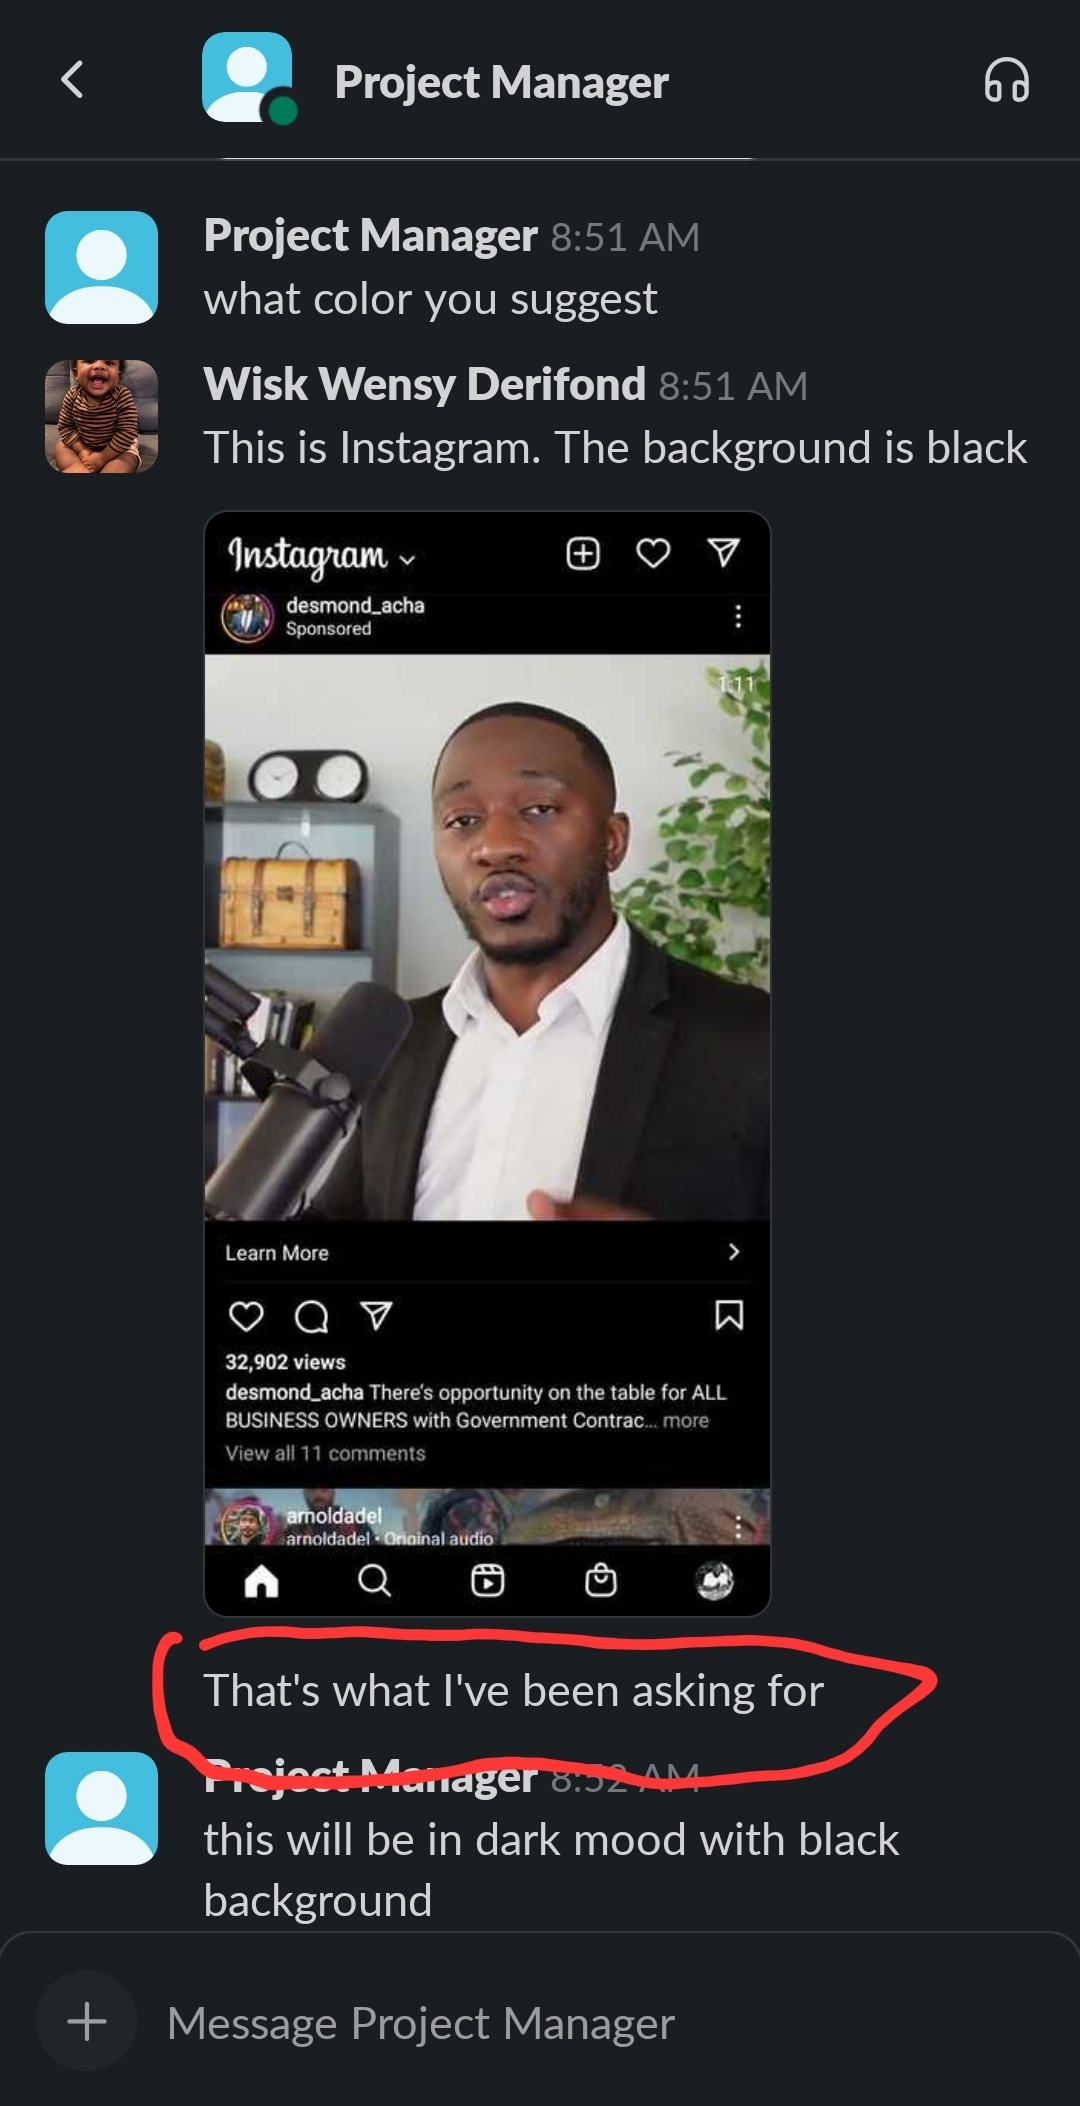 Project Manager
Project Manager 8:51 AM
what color you suggest
Wisk Wensy Derifond 8:51 AM
This is Instagram. The background is black
Instagram
desmond_acha
Sponsored
1:11
Learn More
32,902 views
desmond_acha There's opportunity on the table for ALL
BUSINESS OWNERS with Government Contrac... more
View all 11 comments
arnoldadel
arnoldadel • Original audio
That's what I've been asking for
Project Manager 8:52 AM
this will be in dark mood with black
background
Message Project Manager